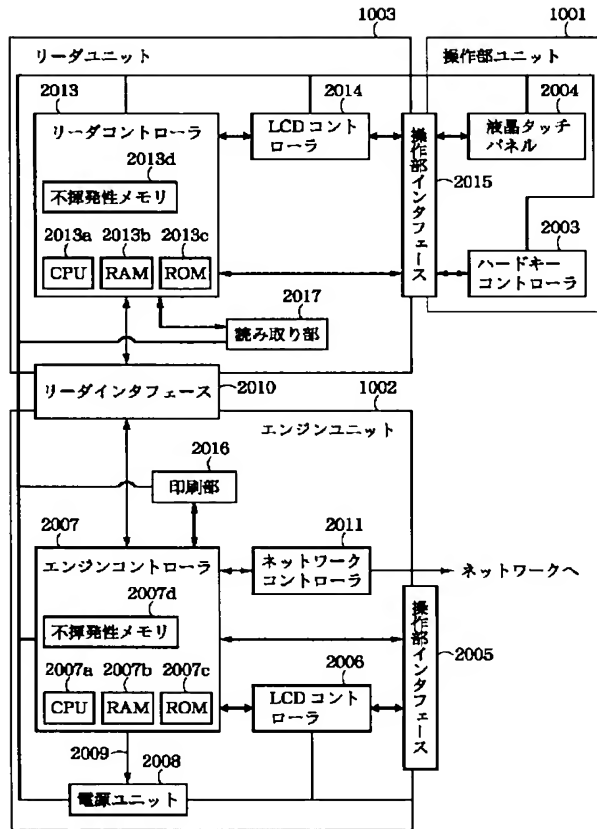 1003
1001
リーダユニット
操作部ユニット
2013
2014
2004
リーダコントローラ
LCDコント
ローラ
液晶タッチ
パネル
2013d
不揮発性メモリ
操作部インタフェース
2015
2013a
2013b
2013c
CPU
RAM
ROM
2003
ハードキー
コントローラ
2017
読み取り部
リーダインタフェース
2010
1002
エンジンユニット
2016
印刷部
2007
2011
エンジンコントローラ
ネットワーク
コントローラ
ネットワークへ
2007d
不揮発性メモリ
操作部インタフェース
2005
2007a
2007b
2007c
2006
CPU
RAM
ROM
LCDコント
ローラ
2009
2008
電源ユニット